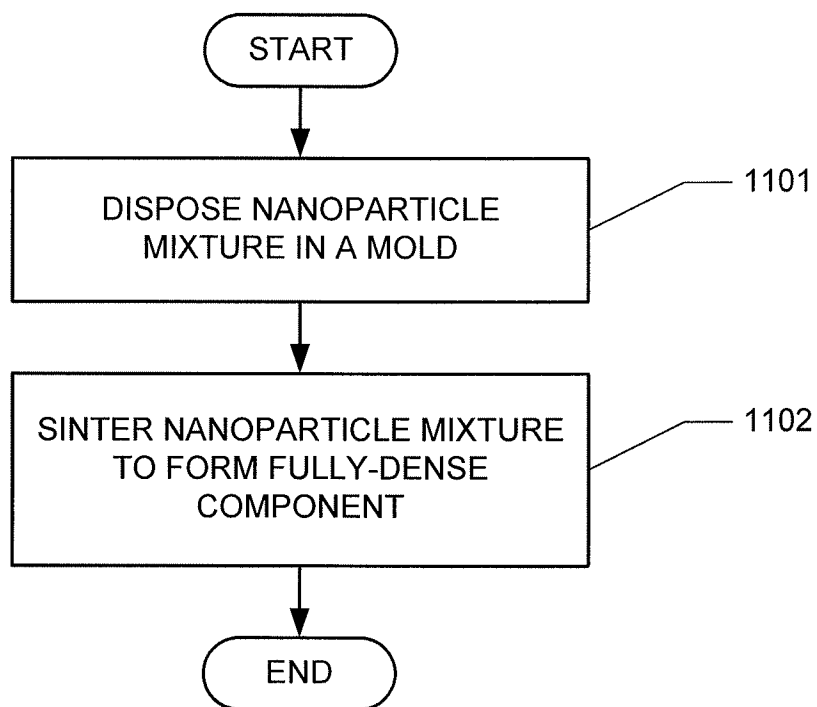 START
DISPOSE NANOPARTICLE
MIXTURE IN A MOLD
1101
SINTER NANOPARTICLE MIXTURE
TO FORM FULLY-DENSE
COMPONENT
1102
END